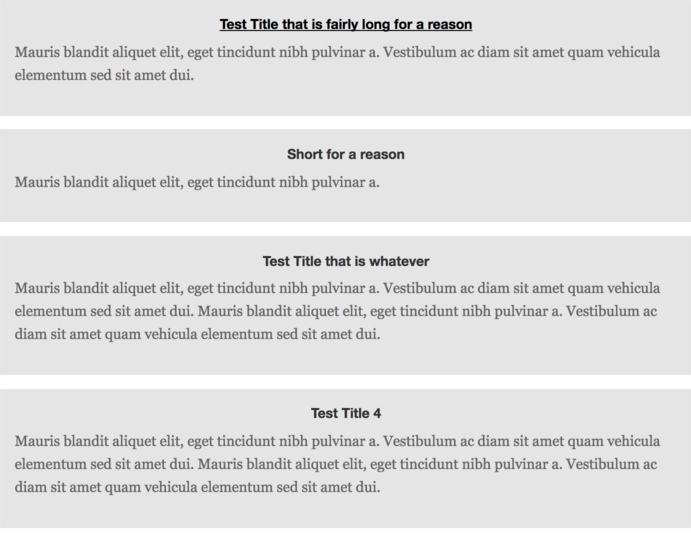 Test Title that is fairly long for a reason
Mauris blandit aliquet elit, eget tincidunt nibh pulvinar a. Vestibulum ac diam sit amet quam vehicula
elementum sed sit amet dui.
Short for a reason
Mauris blandit aliquet elit, eget tincidunt nibh pulvinar a.
Test Title that is whatever
Mauris blandit aliquet elit, eget tincidunt nibh pulvinar a. Vestibulum ac diam sit amet quam vehicula
elementum sed sit amet dui. Mauris blandit aliquet elit, eget tincidunt nibh pulvinar a. Vestibulum ac
diam sit amet quam vehicula elementum sed sit amet dui.
Test Title 4
Mauris blandit aliquet elit, eget tincidunt nibh pulvinar a. Vestibulum ac diam sit amet quam vehicula
elementum sed sit amet dui. Mauris blandit aliquet elit, eget tincidunt nibh pulvinar a. Vestibulum ac
diam sit amet quam vehicula elementum sed sit amet dui.